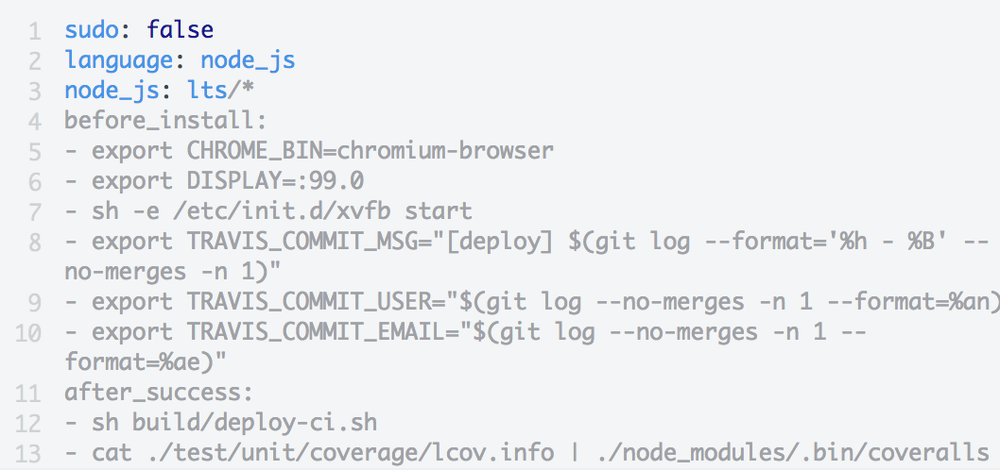 1 sudo: false
2 language: node_js
3 node_js: lts/*
4 before_install:
5 - export CHROME_BIN=chromium-browser
6 - export DISPLAY=:99.0
7 - sh -e /etc/init.d/xvfb start
8 - export TRAVIS_COMMIT_MSG="[deploy] $(git log --format='%h - %B' --
no-merges -n 1)"
9 - export TRAVIS_COMMIT_USER="$(git log --no-merges -n 1 --format=%an)
10 - export TRAVIS_COMMIT_EMAIL="$(git log --no-merges -n 1 --
format=%ae)"
11 after_success:
12 - sh build/deploy-ci.sh
13 - cat ./test/unit/coverage/lcov.info | ./node_modules/.bin/coveralls